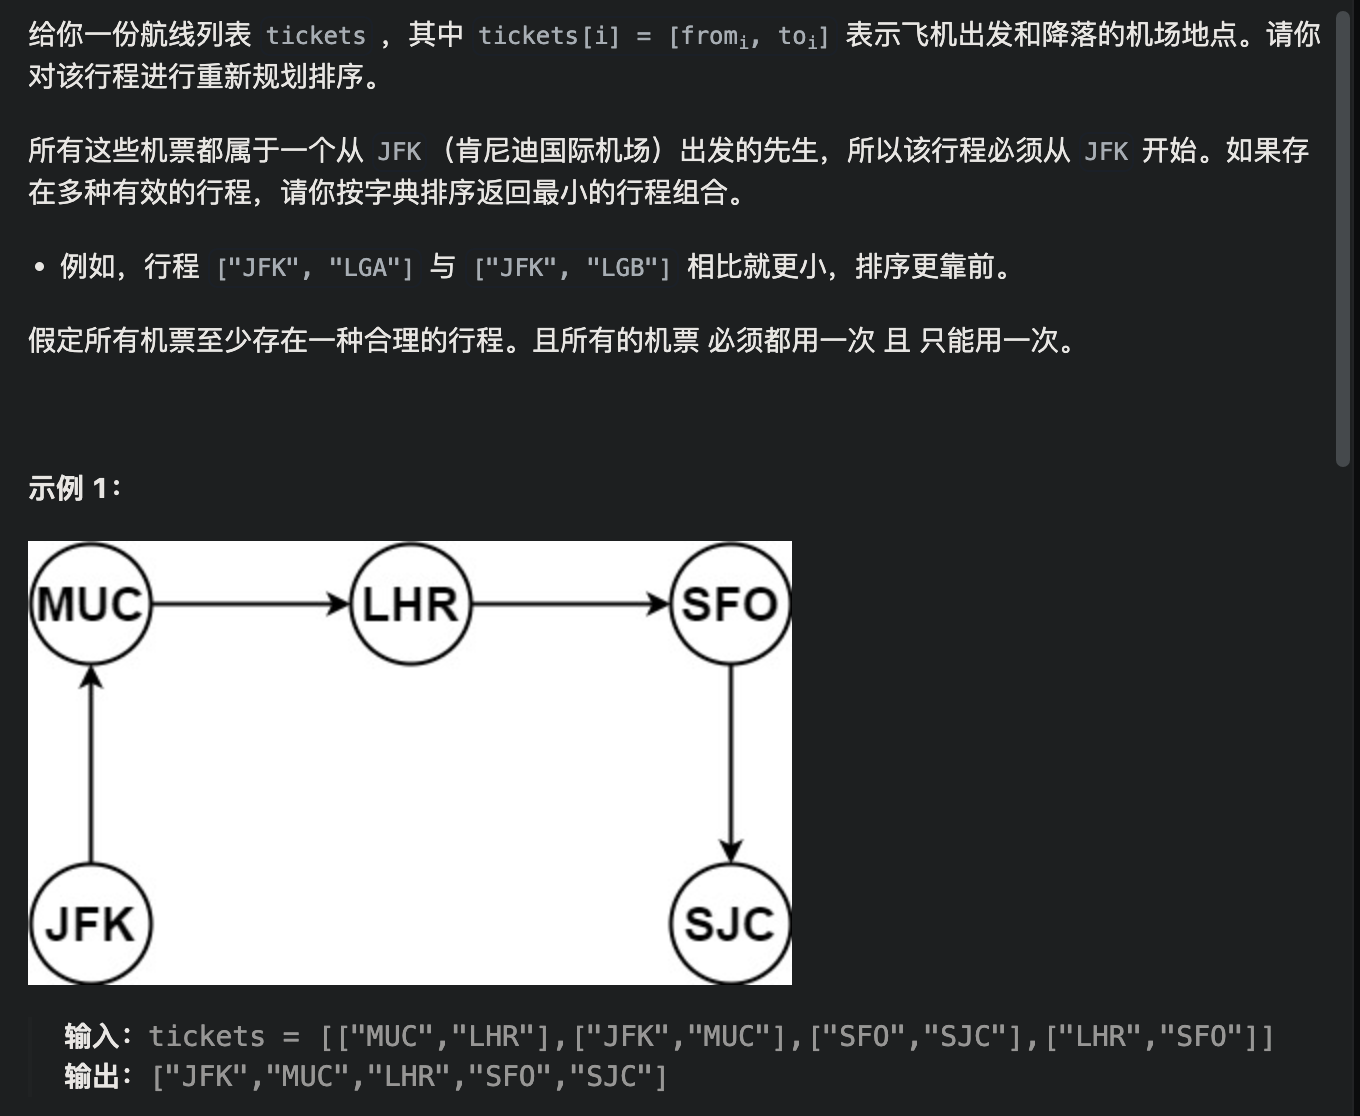 给你一份航线列表 tickets ，其中 tickets[i] = [fromi, toi] 表示飞机出发和降落的机场地点。请你
对该行程进行重新规划排序。
所有这些机票都属于一个从 JFK（肯尼迪国际机场）出发的先生，所以该行程必须从 JFK 开始。如果存
在多种有效的行程，请你按字典排序返回最小的行程组合。
• 例如，行程 ["JFK", "LGA"] 与 ["JFK", "LGB"] 相比就更小，排序更靠前。
假定所有机票至少存在一种合理的行程。且所有的机票 必须都用一次 且 只能用一次。
示例 1：
MUC LHR SFO
JFK SJC
输入：tickets = [["MUC","LHR"],["JFK","MUC"],["SFO","SJC"],["LHR","SFO"]]
输出：["JFK","MUC","LHR","SFO","SJC"]